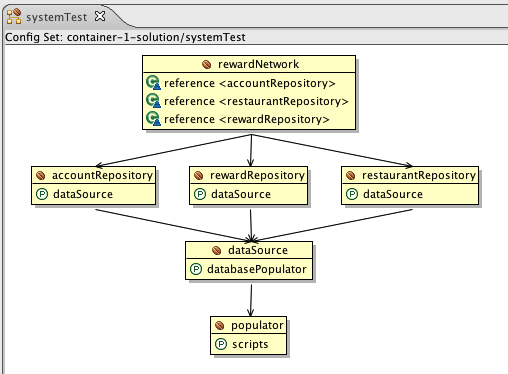 systemTest
Config Set: container-1-solution/systemTest
rewardNetwork
reference <accountRepository>
reference <restaurantRepository>
reference <rewardRepository>
accountRepository
P dataSource
rewardRepository
P dataSource
restaurantRepository
P dataSource
dataSource
P databasePopulator
populator
P scripts